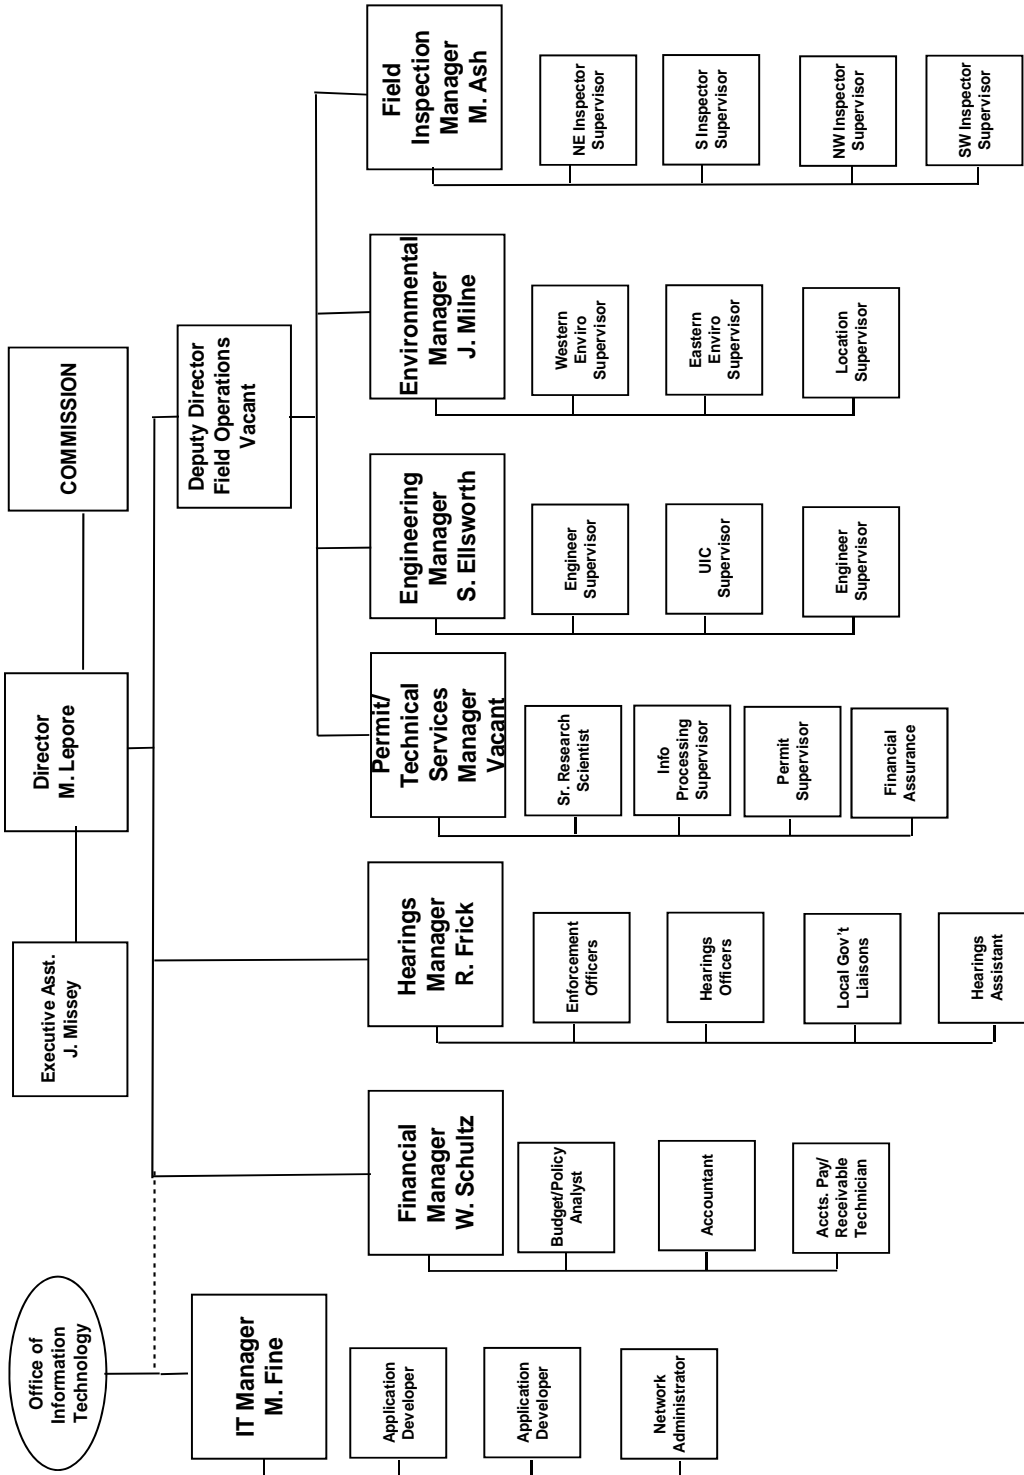 Office of
Information
Technology
Executive Asst.
J. Missey
Director
M. Lepore
COMMISSION
IT Manager
M. Fine
Deputy Director
Field Operations
Vacant
Financial
Manager
W. Schultz
Hearings
Manager
R. Frick
Permit/
Technical
Services
Manager
Vacant
Engineering
Manager
S. Ellsworth
Environmental
Manager
J. Milne
Field
Inspection
Manager
M. Ash
Application
Developer
Application
Developer
Network
Administrator
Budget/Policy
Analyst
Accountant
Accts. Pay/
Receivable
Technician
Enforcement
Officers
Hearings
Officers
Local Gov't
Liaisons
Hearings
Assistant
Sr. Research
Scientist
Info
Processing
Supervisor
Permit
Supervisor
Financial
Assurance
Engineer
Supervisor
UIC
Supervisor
Engineer
Supervisor
Western
Enviro
Supervisor
Eastern
Enviro
Supervisor
Location
Supervisor
NE Inspector
Supervisor
S Inspector
Supervisor
NW Inspector
Supervisor
SW Inspector
Supervisor